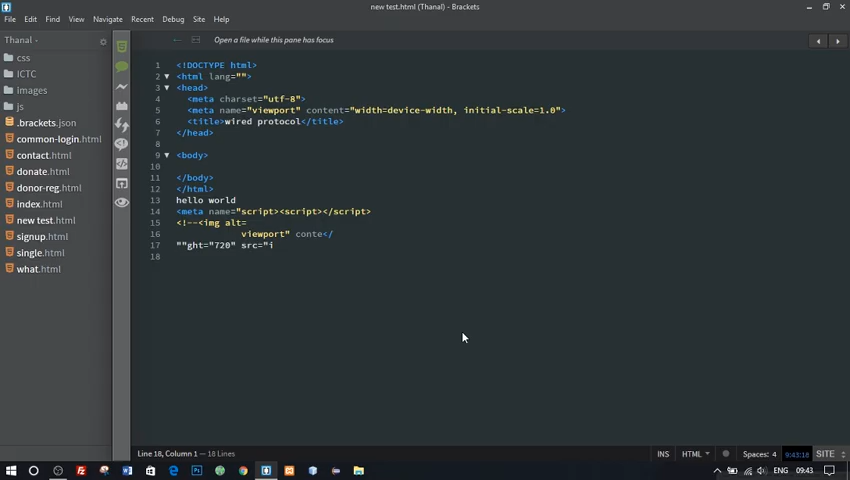 new test.html (Thanal) - Brackets
File Edit Find View Navigate Recent Debug Site Help
Thanal
css
ICTC
images
js
.brackets.json
common-login.html
contact.html
donate.html
donor-reg.html
index.html
new test.html
signup.html
single.html
what.html
Open a file while this pane has focus
1 <!DOCTYPE html>
2 <html lang="">
3 <head>
4 <meta charset="utf-8">
5 <meta name="viewport" content="width=device-width, initial-scale=1.0">
6 <title>wired protocol</title>
7 </head>
8
9 <body>
10
11 </body>
12 </html>
13 hello world
14 <meta name="script><script></script>
15 <!--<img alt=
16 viewport" conte</
17 ""ght="720" src="i
18
Line 18, Column 1 — 18 Lines
INS HTML Spaces: 4 9:43:18 SITE
09:43